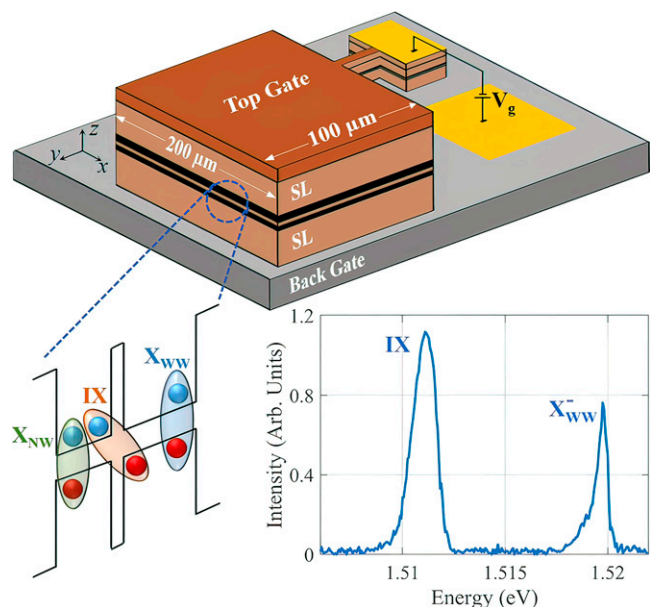 Top Gate
V_g
100 μm
200 μm
z
y
x
SL
SL
Back Gate
X_WW
IX
X_NW
1.2
0.8
0.4
0
Intensity (Arb. Units)
IX
X⁻_WW
1.51
1.515
1.52
Energy (eV)